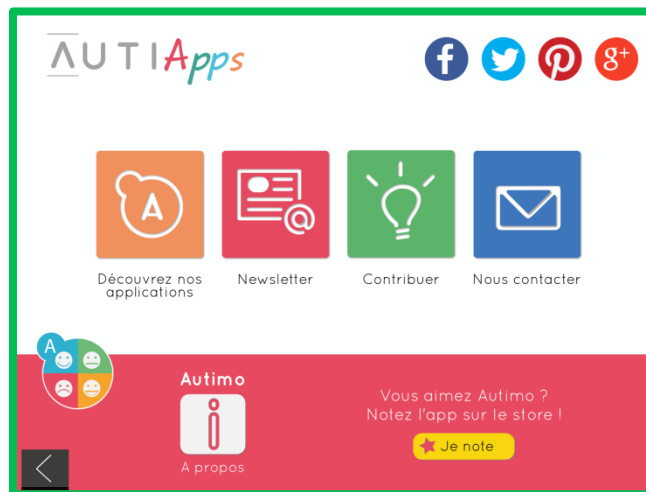 AUTIApps
f
g+
A
@
Découvrez nos
applications
Newsletter
Contribuer
Nous contacter
A
Autimo
i
A propos
Vous aimez Autimo ?
Notez l'app sur le store !
Je note